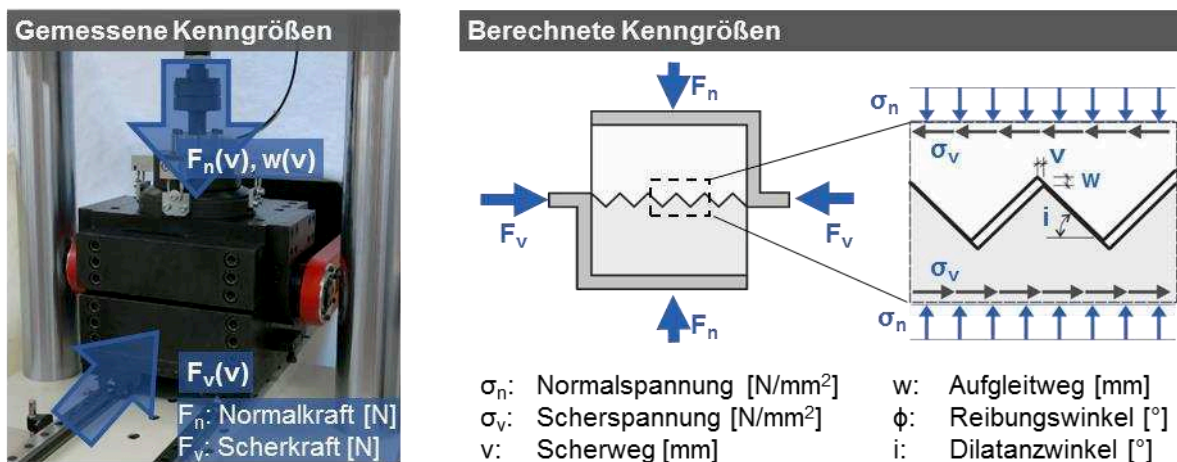 Gemessene Kenngrößen
Fₙ(v), w(v)
Fᵥ(v)
Fₙ: Normalkraft [N]
Fᵥ: Scherkraft [N]
Berechnete Kenngrößen
Fₙ
Fᵥ
Fᵥ
Fₙ
σₙ
σᵥ
v
w
i
σᵥ
σₙ
σₙ: Normalspannung [N/mm²]
σᵥ: Scherspannung [N/mm²]
v: Scherweg [mm]
w: Aufgleitweg [mm]
ϕ: Reibungswinkel [°]
i: Dilatanzwinkel [°]